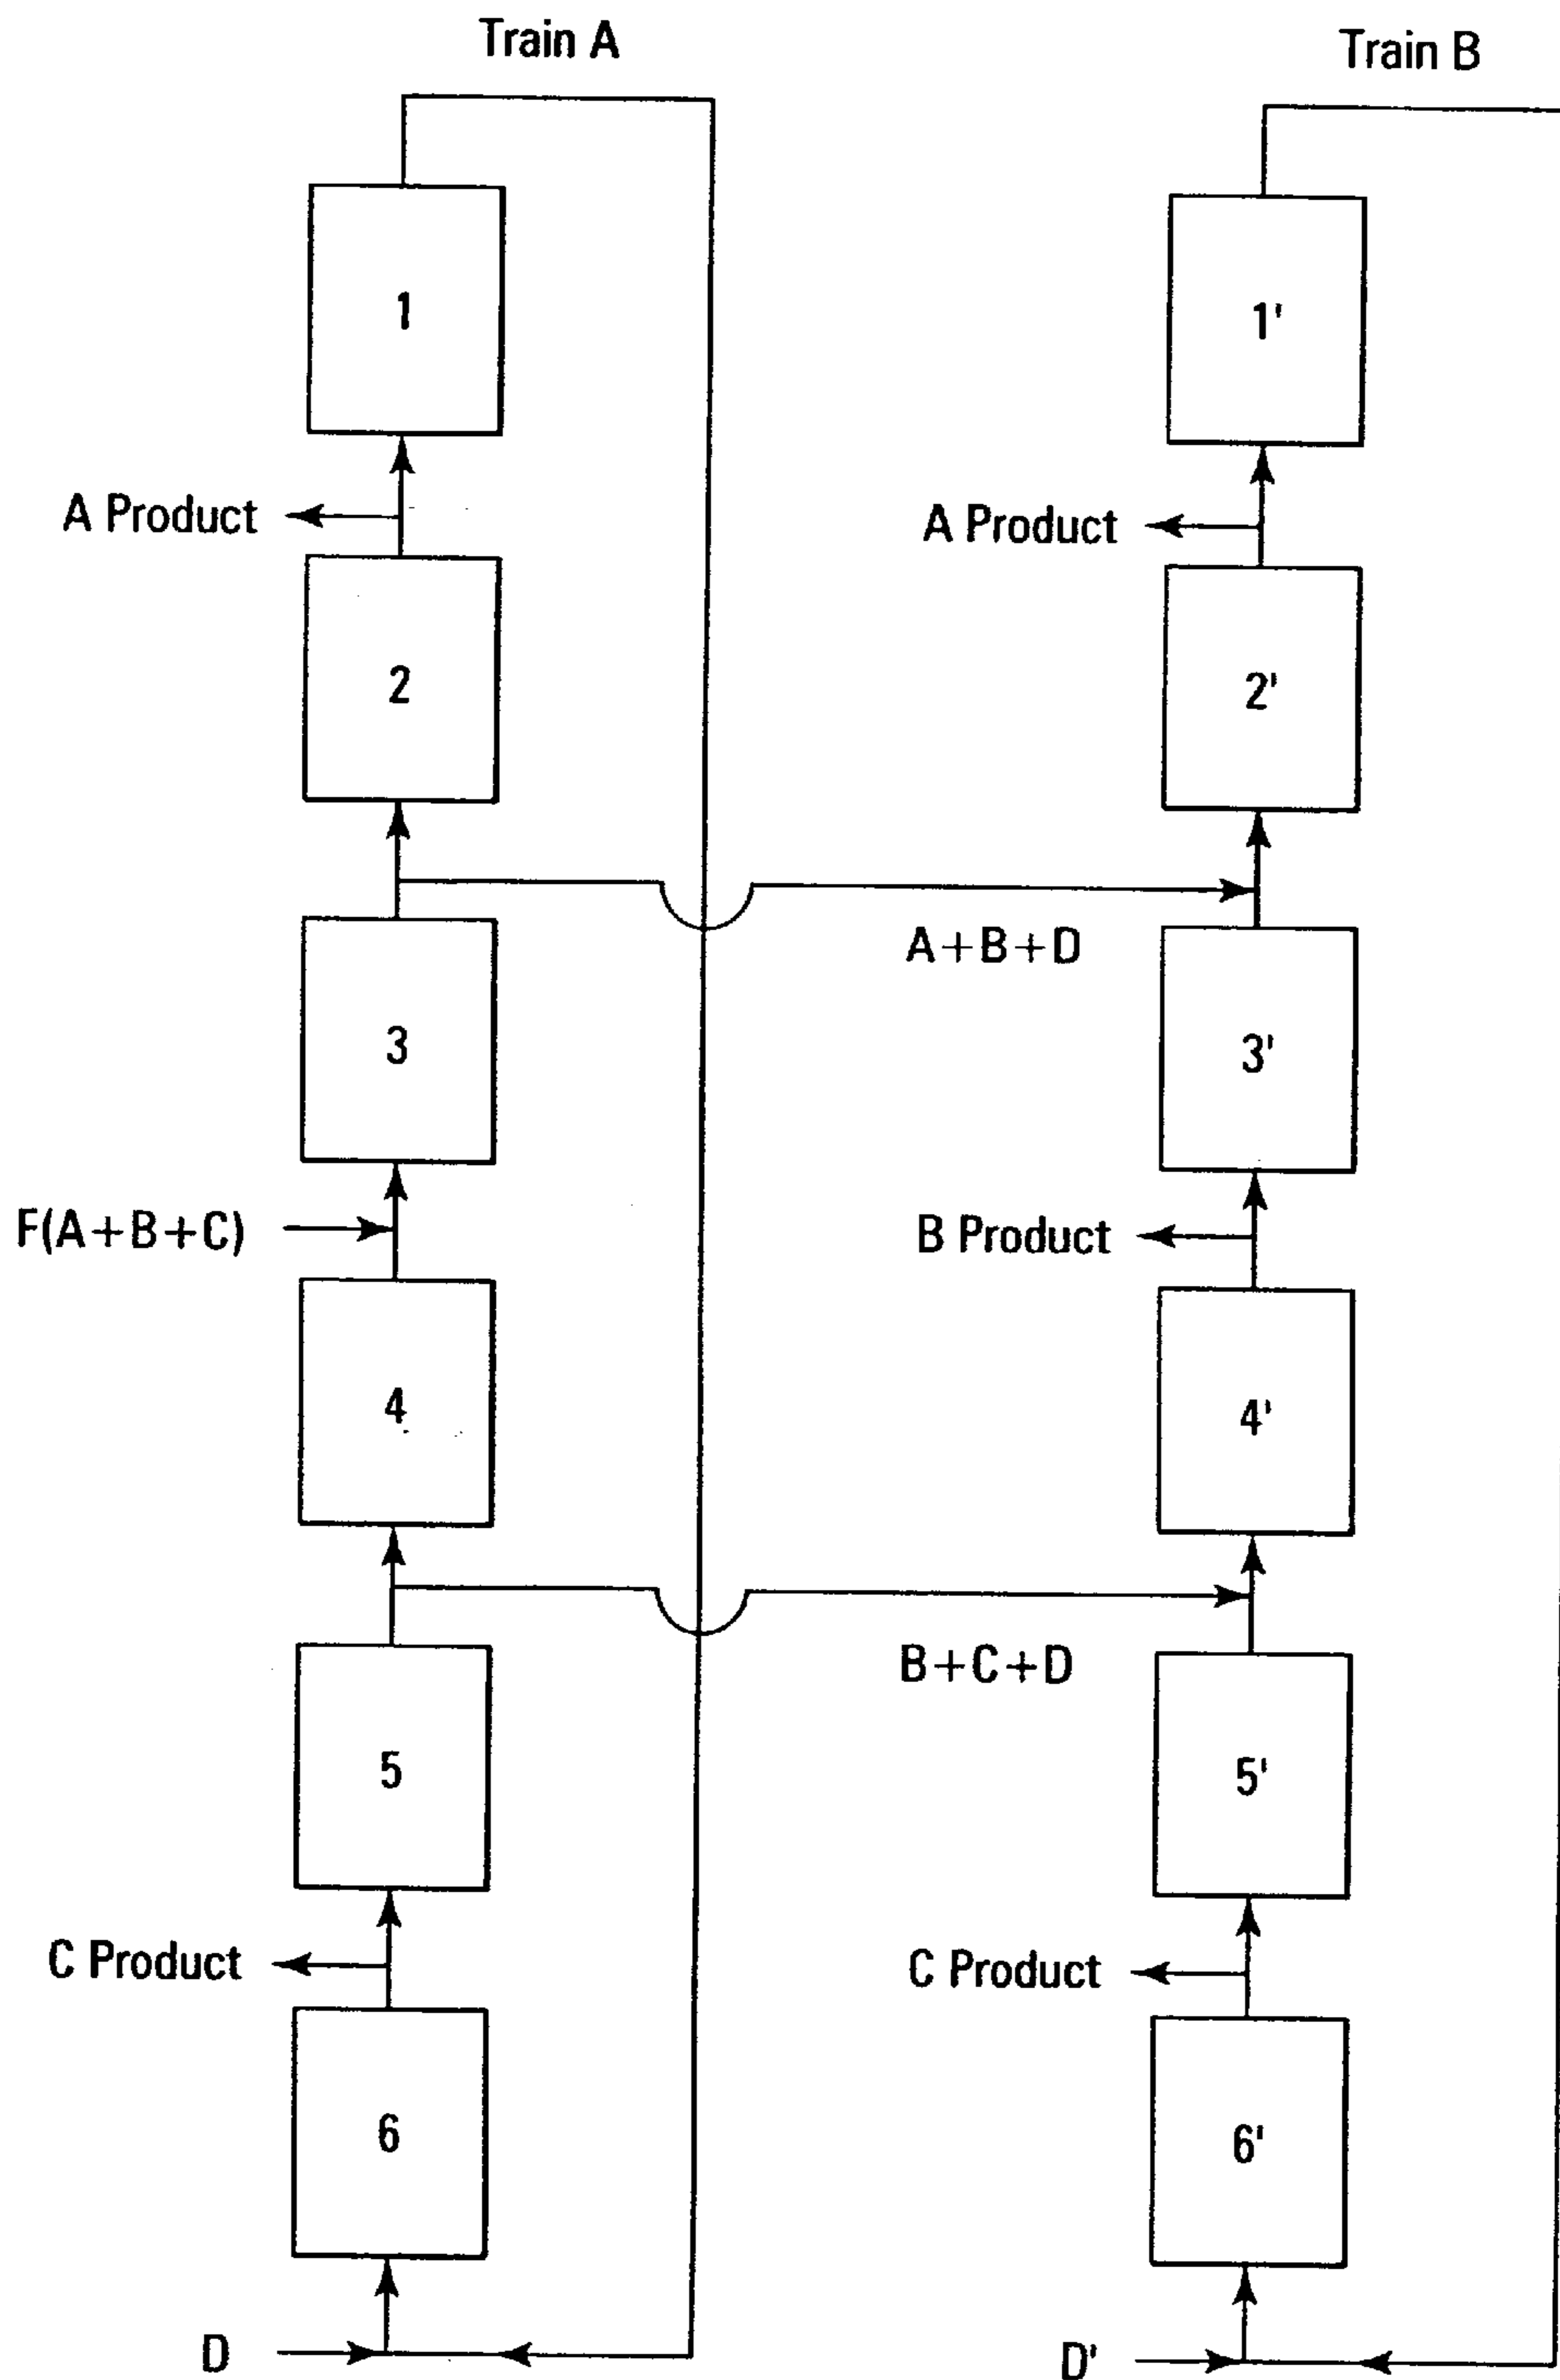 Train A
Train B
1
1'
A Product
A Product
2
2'
A+B+D
3
3'
F(A+B+C)
B Product
4
4'
B+C+D
5
5'
C Product
C Product
6
6'
D
D'